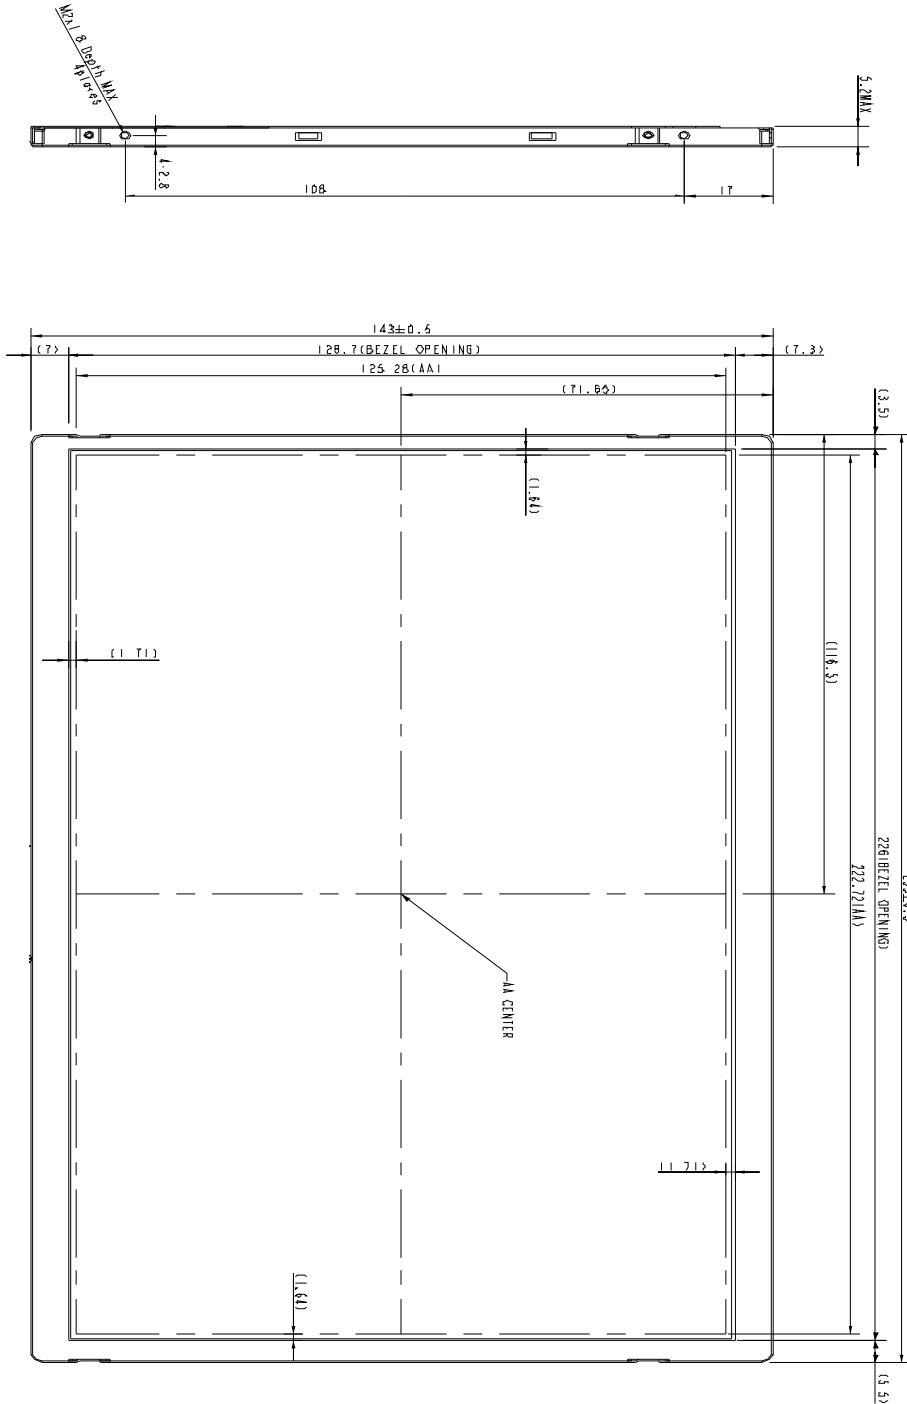 M2x1.8 Depth MAX
4places
5.2MAX
4-2.8
108
17
143±0.5
(7)
128.7(BEZEL OPENING)
(7.3)
125.28(AA)
(71.65)
(3.5)
(1.64)
(1.71)
(116.5)
226(BEZEL OPENING)
222.72(AA)
AA CENTER
(1.71)
(1.64)
(5.5)